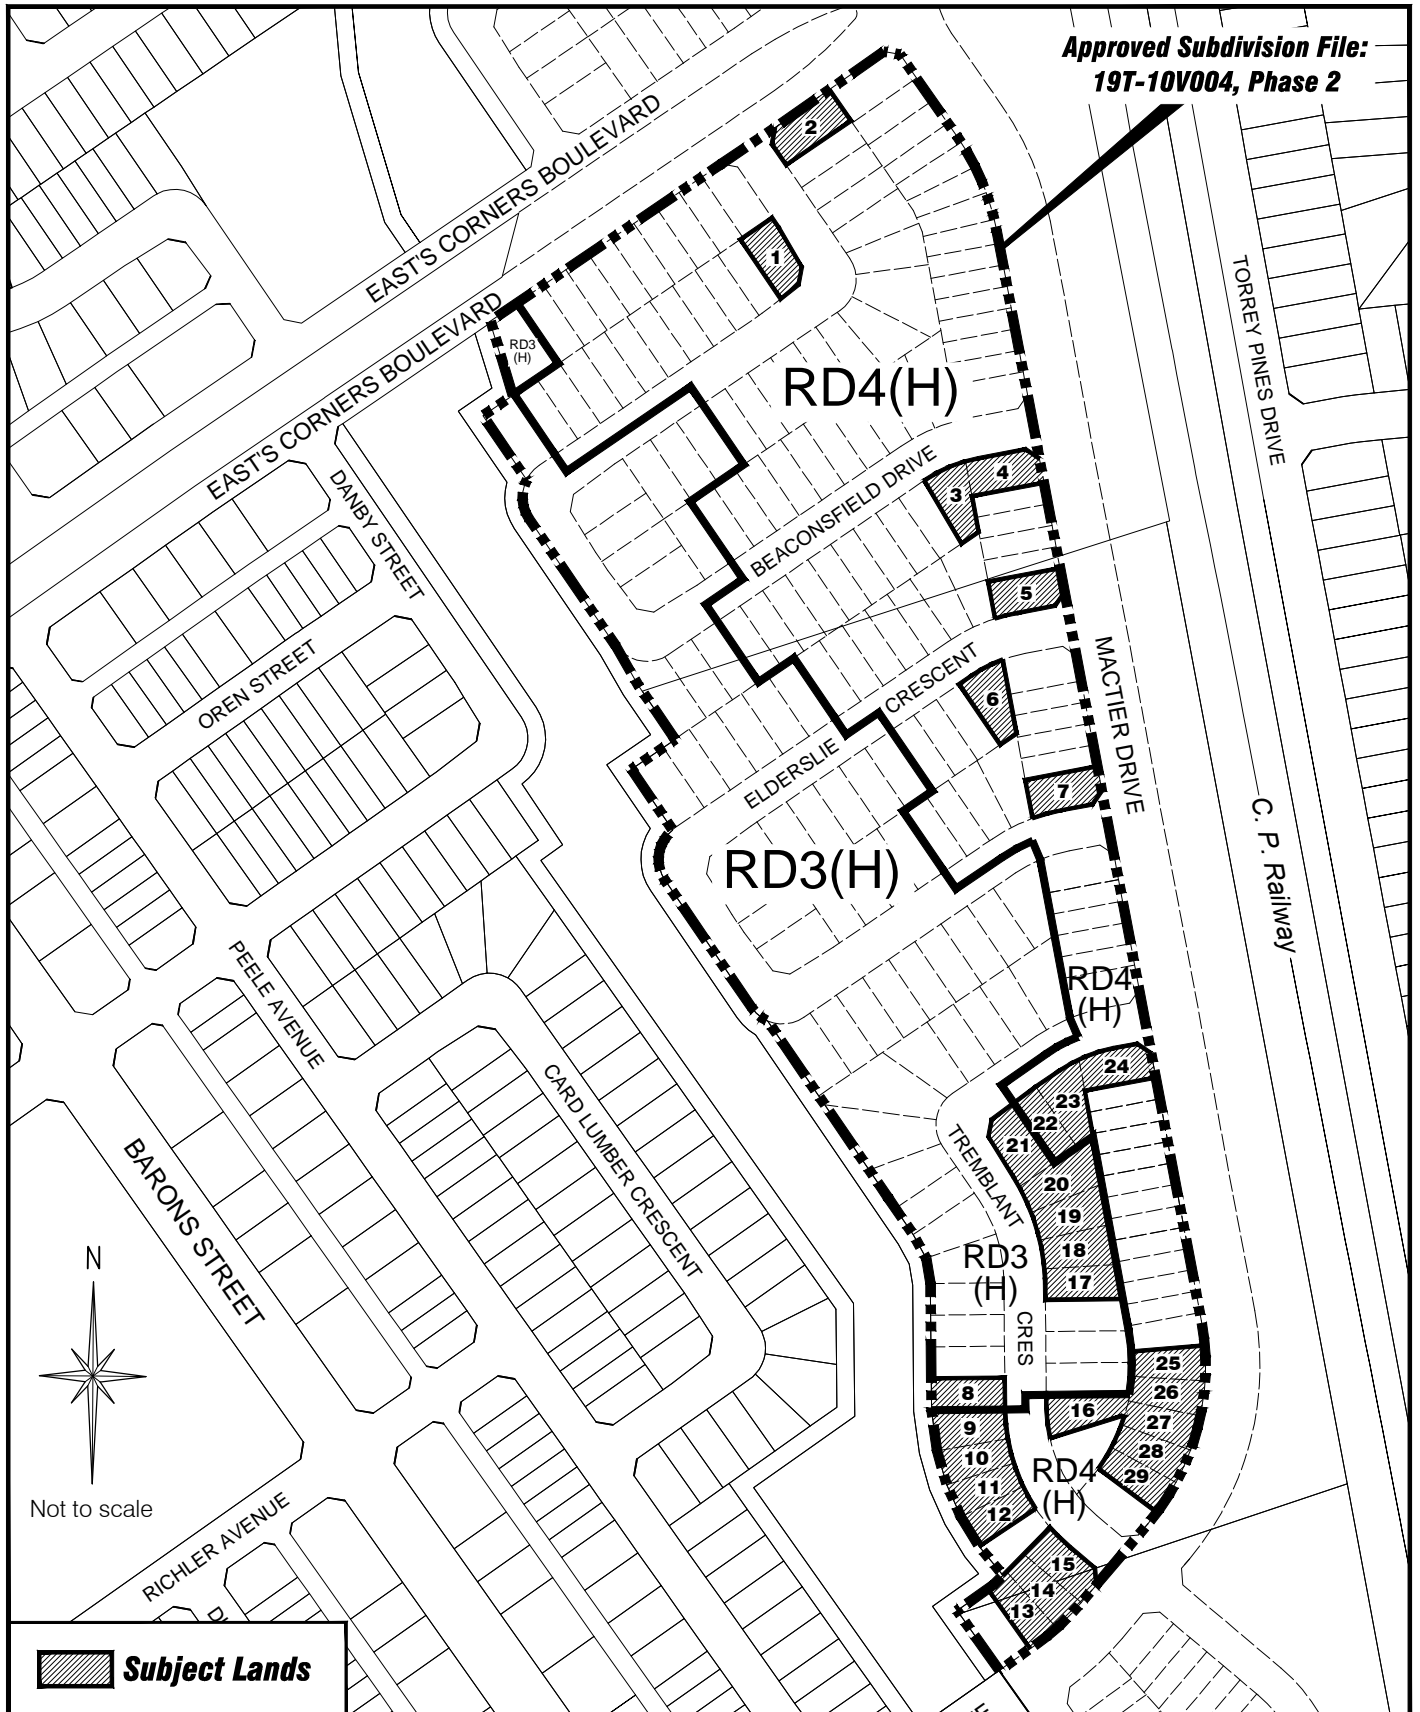 Approved Subdivision File:
19T-10V004, Phase 2
EAST'S CORNERS BOULEVARD
2
1
TORREY PINES DRIVE
EAST'S CORNERS BOULEVARD
RD3
(H)
RD4(H)
DANBY STREET
BEACONSFIELD DRIVE
4
3
5
OREN STREET
CRESCENT
MACTIER DRIVE
6
ELDERSLIE
7
C. P. Railway
RD3(H)
PEELE AVENUE
RD4
(H)
CARD LUMBER CRESCENT
24
23
22
21
TREMBLANT
BARONS STREET
20
19
18
17
RD3
(H)
N
CRES
25
8
26
16
9
27
10
28
RD4
(H)
29
11
12
Not to scale
RICHLER AVENUE
15
14
13
Subject Lands